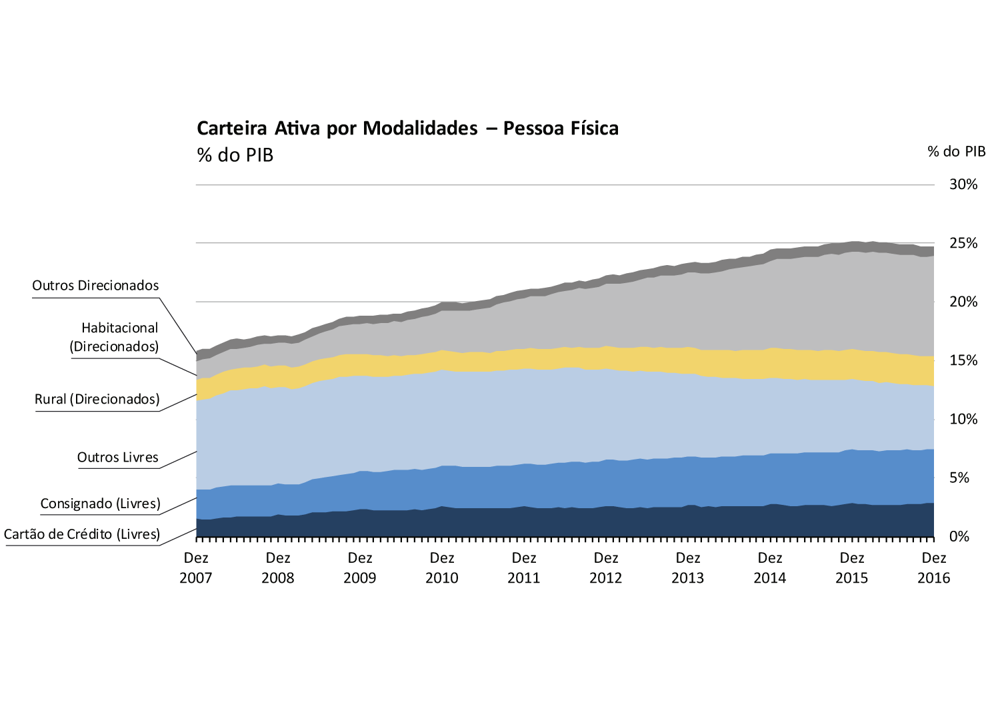 Carteira Ativa por Modalidades – Pessoa Física
% do PIB
% do PIB
30%
25%
20%
15%
10%
5%
0%
Outros Direcionados
Habitacional
(Direcionados)
Rural (Direcionados)
Outros Livres
Consignado (Livres)
Cartão de Crédito (Livres)
Dez Dez Dez Dez Dez Dez Dez Dez Dez Dez
2007 2008 2009 2010 2011 2012 2013 2014 2015 2016